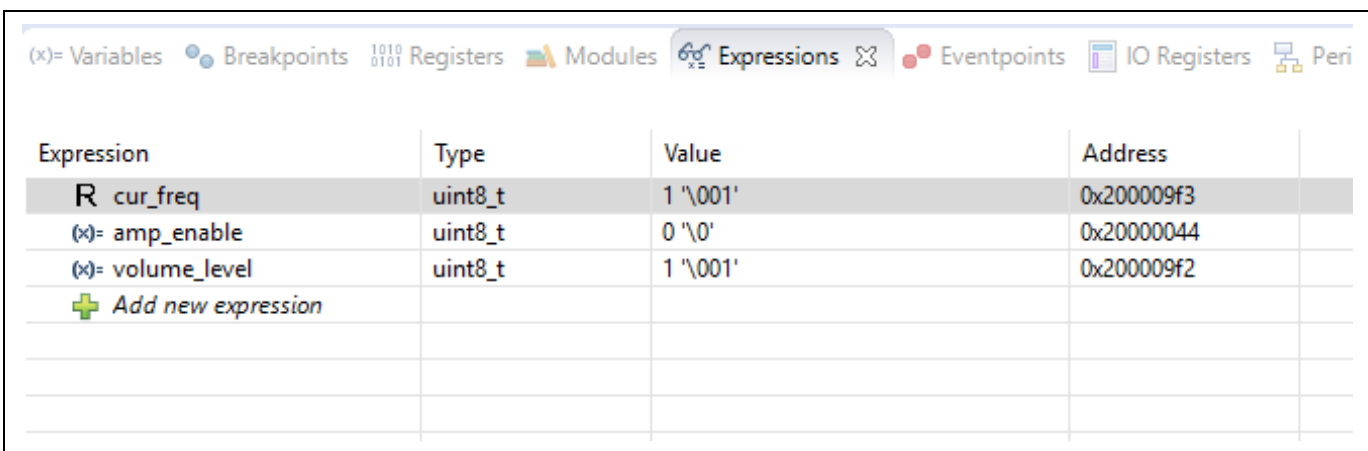 (x)= Variables Breakpoints 1010 0101 Registers Modules Expressions Eventpoints IO Registers Peri
Expression Type Value Address
R cur_freq uint8_t 1 '\001' 0x200009f3
(x)= amp_enable uint8_t 0 '\0' 0x20000044
(x)= volume_level uint8_t 1 '\001' 0x200009f2
Add new expression